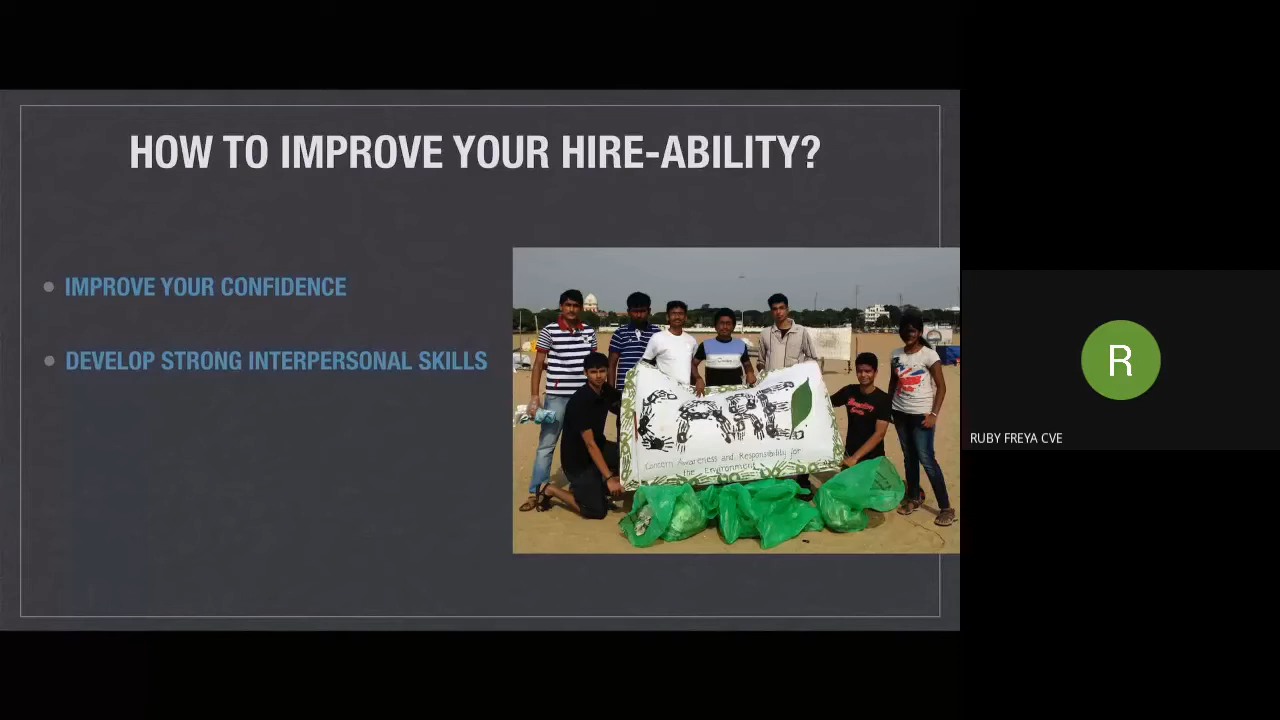 HOW TO IMPROVE YOUR HIRE-ABILITY?
IMPROVE YOUR CONFIDENCE
DEVELOP STRONG INTERPERSONAL SKILLS
CARE
Concern Awareness and Responsibility for
the Environment
R
RUBY FREYA CVE